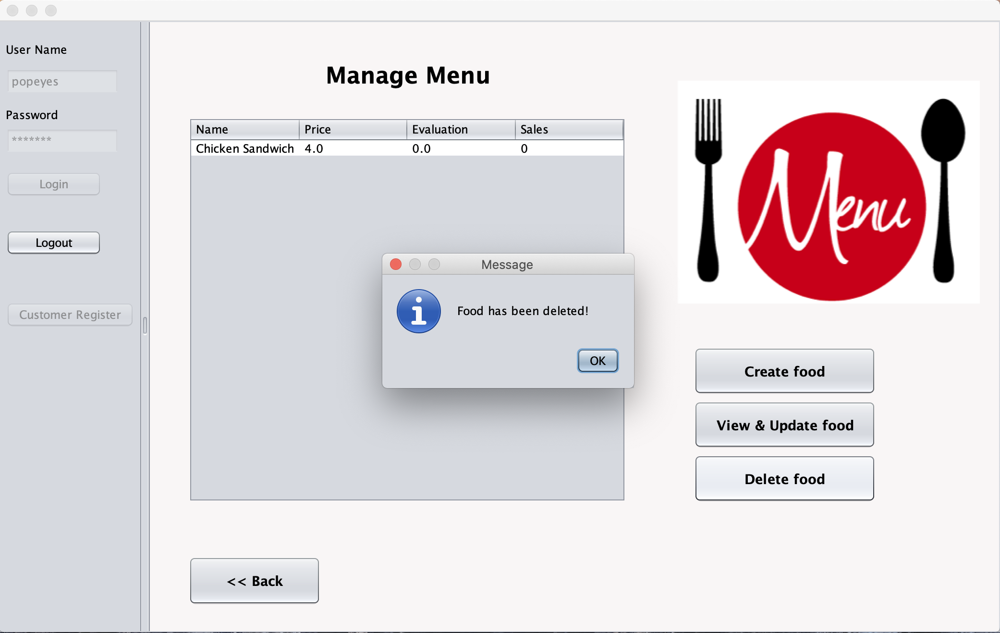 User Name
popeyes
Password
*******
Login
Logout
Customer Register
Manage Menu
Name Price Evaluation Sales
Chicken Sandwich 4.0 0.0 0
Message
Food has been deleted!
OK
Menu
Create food
View & Update food
Delete food
<< Back